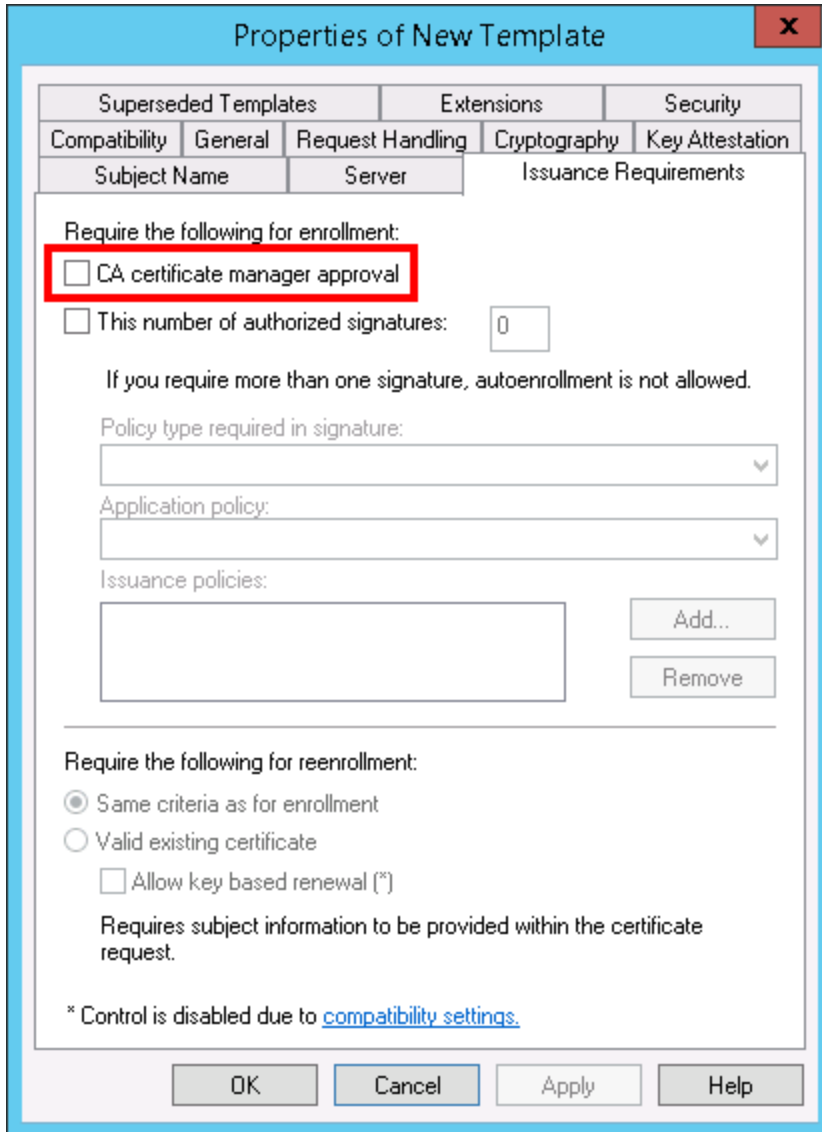 Properties of New Template
x
Superseded Templates Extensions Security
Compatibility General Request Handling Cryptography Key Attestation
Subject Name Server Issuance Requirements
Require the following for enrollment:
CA certificate manager approval
This number of authorized signatures: 0
If you require more than one signature, autoenrollment is not allowed.
Policy type required in signature:
Application policy:
Issuance policies:
Add...
Remove
Require the following for reenrollment:
Same criteria as for enrollment
Valid existing certificate
Allow key based renewal (*)
Requires subject information to be provided within the certificate
request.
* Control is disabled due to compatibility settings.
OK Cancel Apply Help